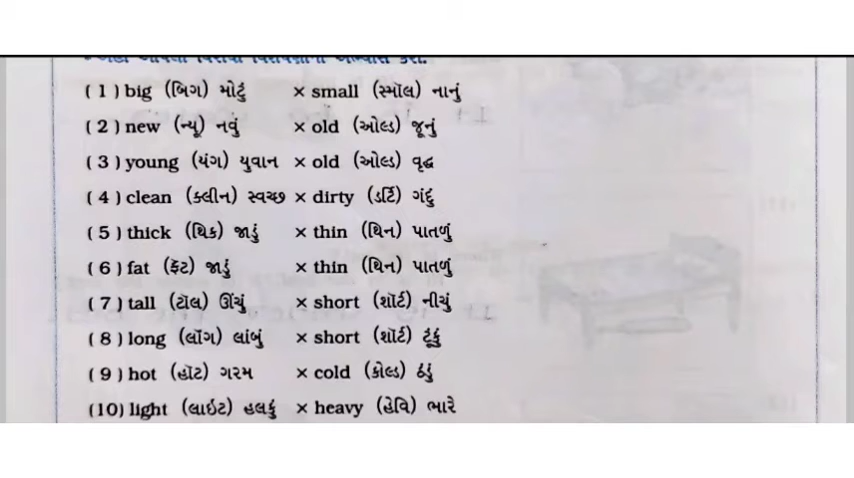 (1) big (બિગ) મોટું × small (સ્મૉલ) નાનું
(2) new (ન્યૂ) નવું × old (ઓલ્ડ) જૂનું
(3) young (યંગ) યુવાન × old (ઓલ્ડ) વૃદ્ધ
(4) clean (ક્લીન) સ્વચ્છ × dirty (ડર્ટિ) ગંદું
(5) thick (થિક) જાડું × thin (થિન) પાતળું
(6) fat (ફૅટ) જાડું × thin (થિન) પાતળું
(7) tall (ટૉલ) ઊંચું × short (શૉર્ટ) નીચું
(8) long (લૉંગ) લાંબું × short (શૉર્ટ) ટૂંકું
(9) hot (હૉટ) ગરમ × cold (કોલ્ડ) ઠંડું
(10) light (લાઇટ) હલકું × heavy (હેવિ) ભારે